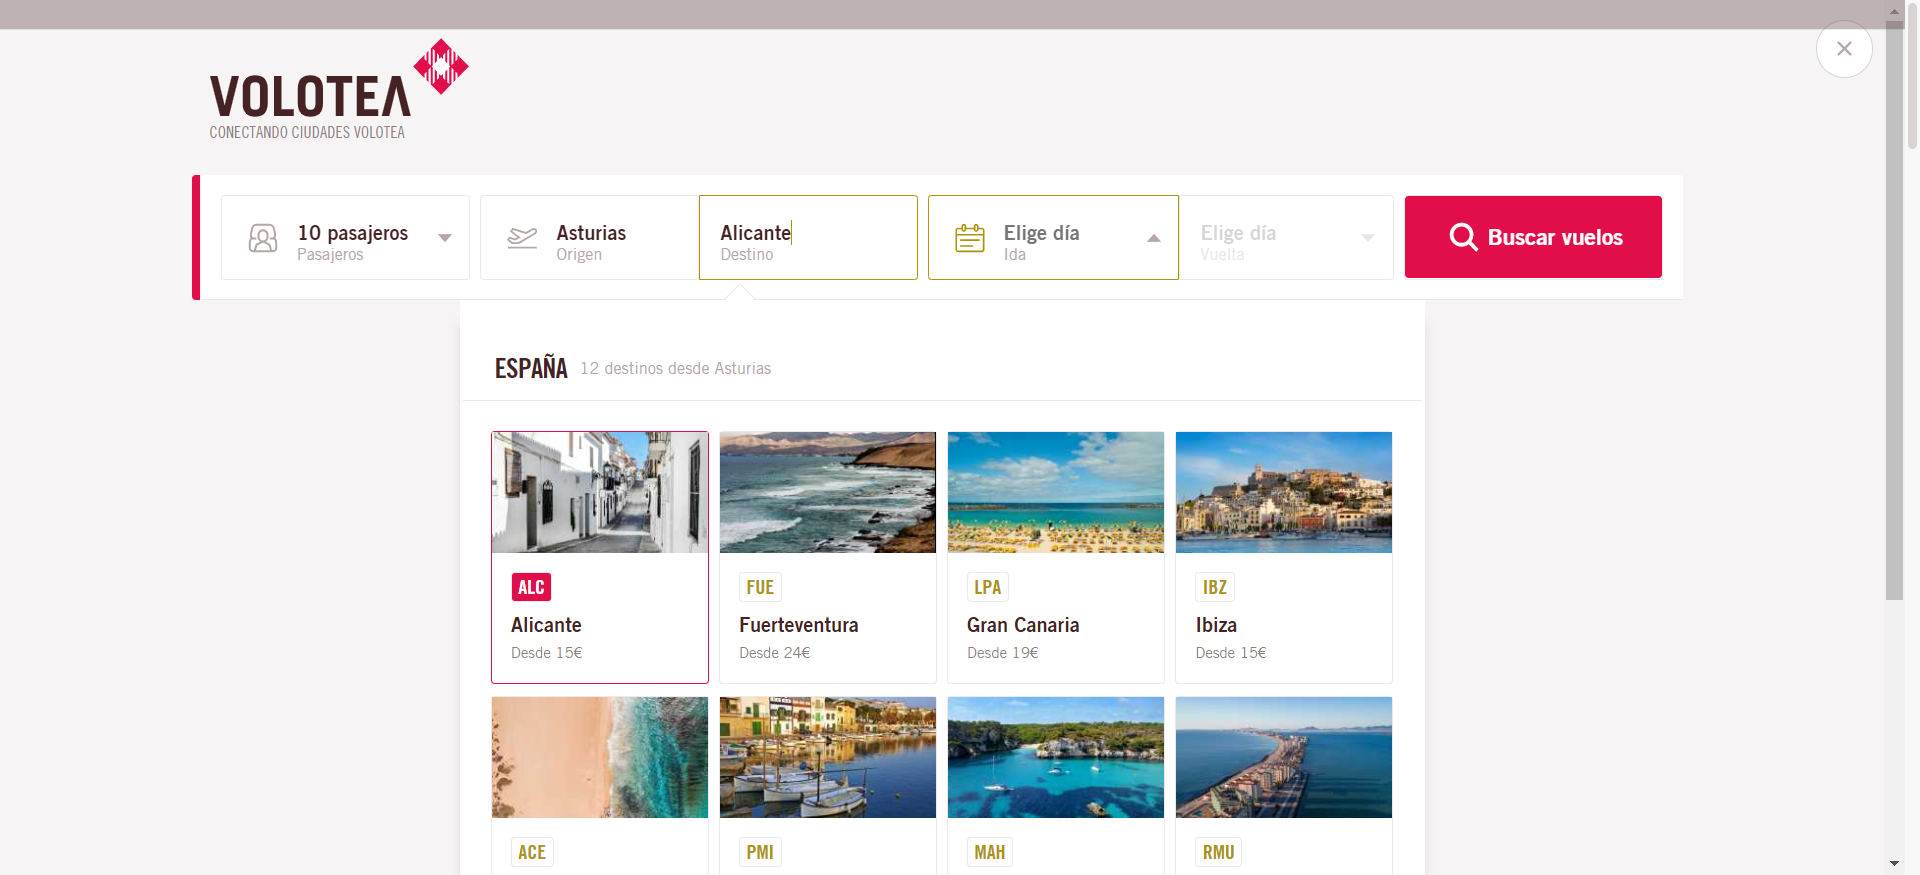 VOLOTEA
CONECTANDO CIUDADES VOLOTEA
10 pasajeros
Pasajeros
Asturias
Origen
Alicante
Destino
Elige día
Ida
Elige día
Vuelta
Buscar vuelos
ESPAÑA 12 destinos desde Asturias
ALC
Alicante
Desde 15€
FUE
Fuerteventura
Desde 24€
LPA
Gran Canaria
Desde 19€
IBZ
Ibiza
Desde 15€
ACE
PMI
MAH
RMU